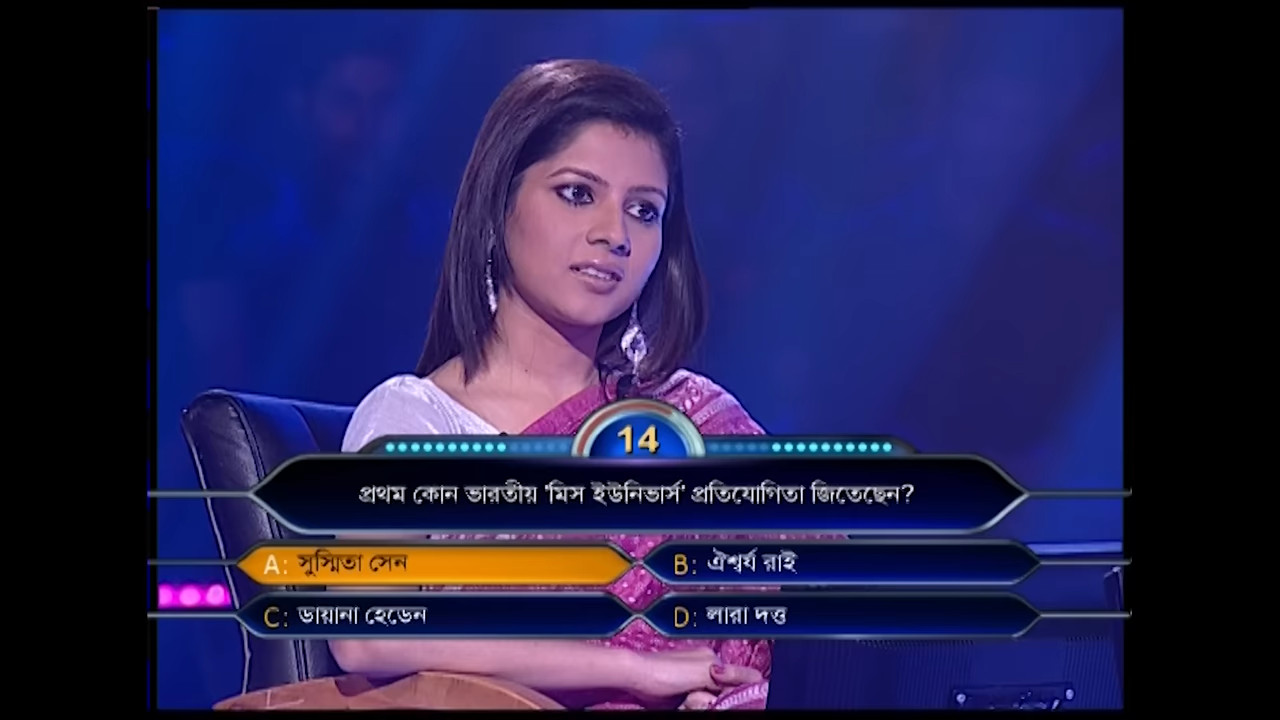 14
প্রথম কোন ভারতীয় 'মিস ইউনিভার্স' প্রতিযোগিতা জিতেছেন?
A: সুস্মিতা সেন
B: ঐশ্বর্য রাই
C: ডায়ানা হেডেন
D: লারা দত্ত